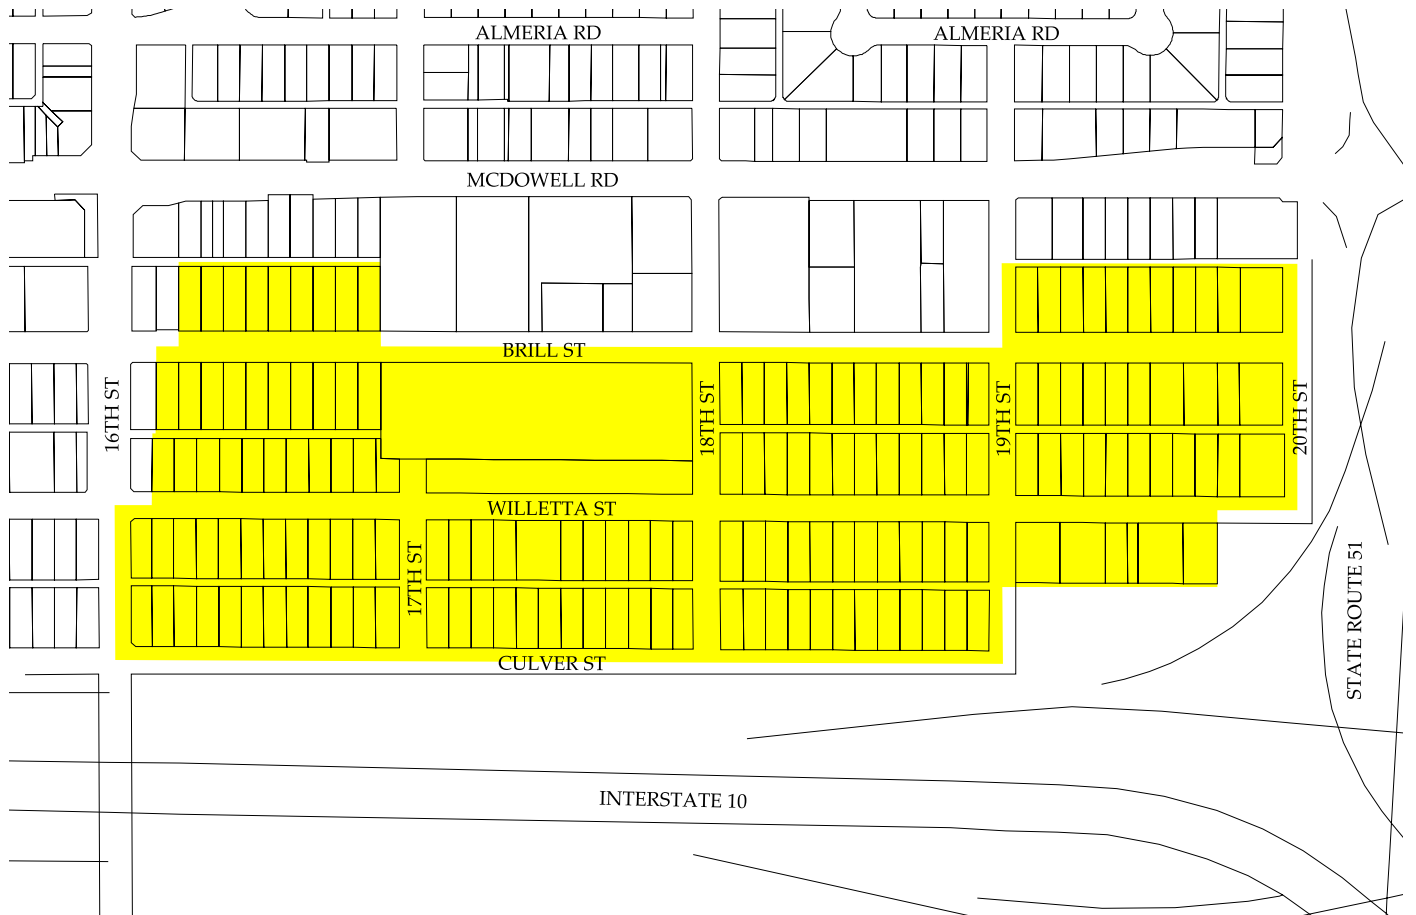 ALMERIA RD
ALMERIA RD
MCDOWELL RD
BRILL ST
16TH ST
18TH ST
19TH ST
20TH ST
WILLETTA ST
17TH ST
STATE ROUTE 51
CULVER ST
INTERSTATE 10